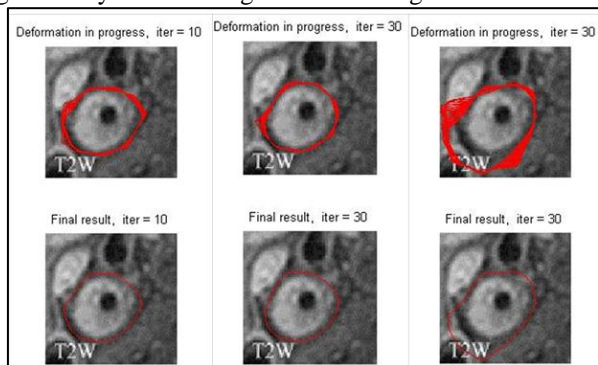 Deformation in progress, iter = 10
Deformation in progress, iter = 30
Deformation in progress, iter = 30
T2W
T2W
T2W
Final result, iter = 10
Final result, iter = 30
Final result, iter = 30
T2W
T2W
T2W